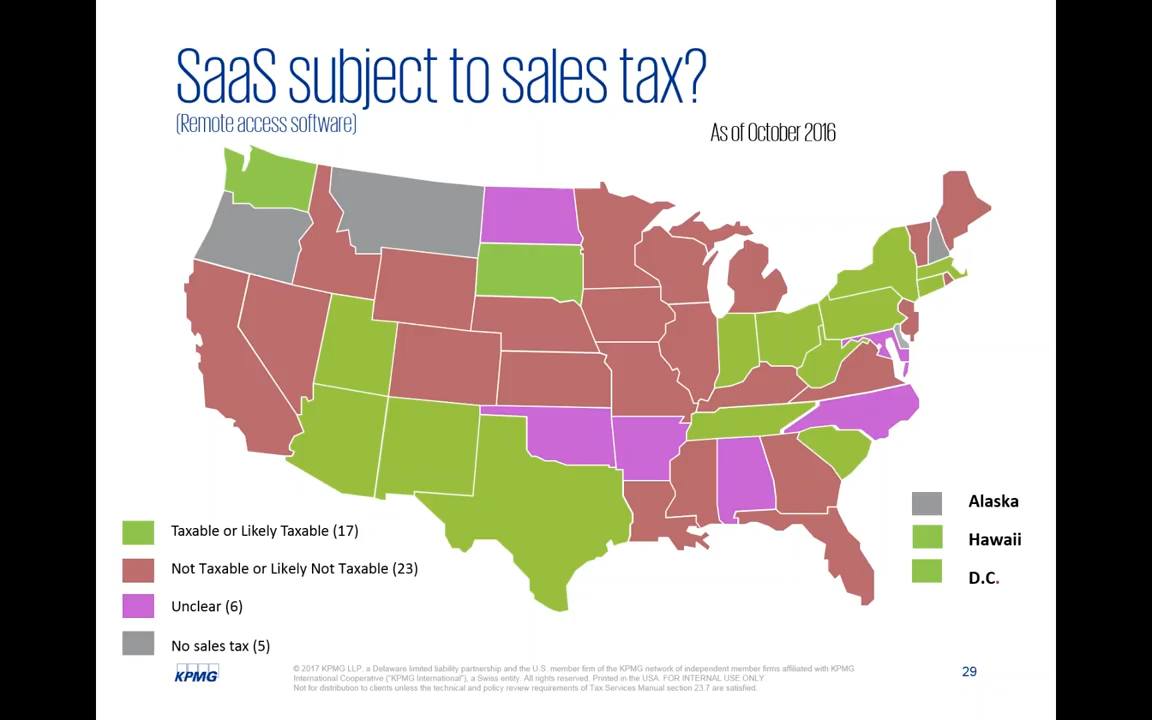 SaaS subject to sales tax?
(Remote access software)
As of October 2016
Alaska
Hawaii
D.C.
Taxable or Likely Taxable (17)
Not Taxable or Likely Not Taxable (23)
Unclear (6)
No sales tax (5)
KPMG
© 2017 KPMG LLP, a Delaware limited liability partnership and the U.S. member firm of the KPMG network of independent member firms affiliated with KPMG
International Cooperative ("KPMG International"), a Swiss entity. All rights reserved. Printed in the USA. FOR INTERNAL USE ONLY
Not for distribution to clients unless the technical and policy review requirements of Tax Services Manual section 23.7 are satisfied.
29